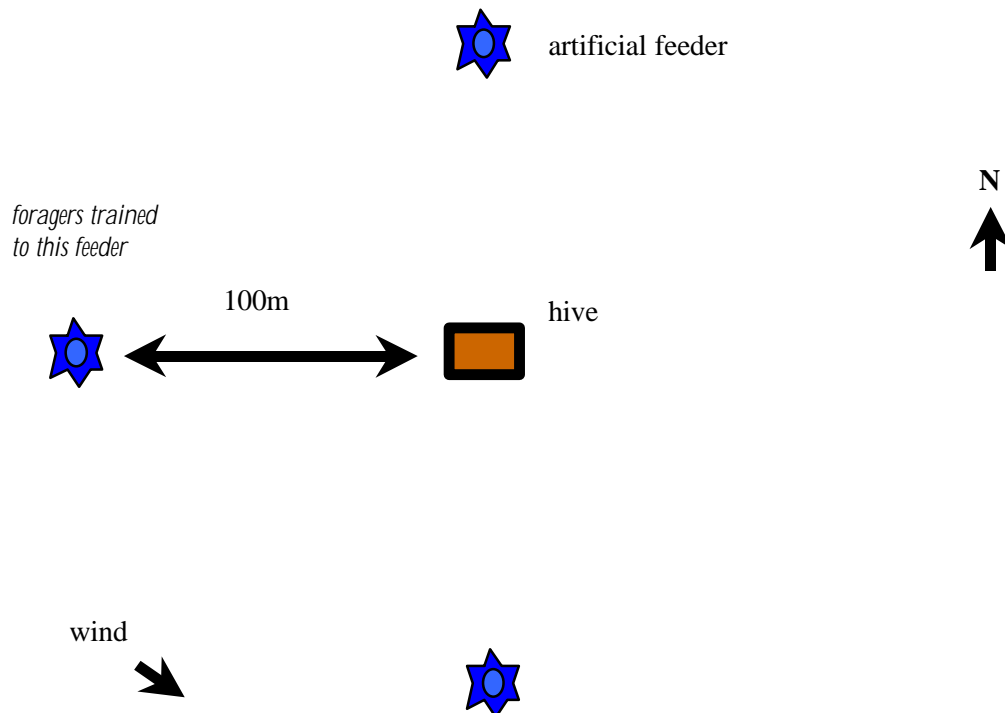 artificial feeder
N
foragers trained
to this feeder
100m
hive
wind